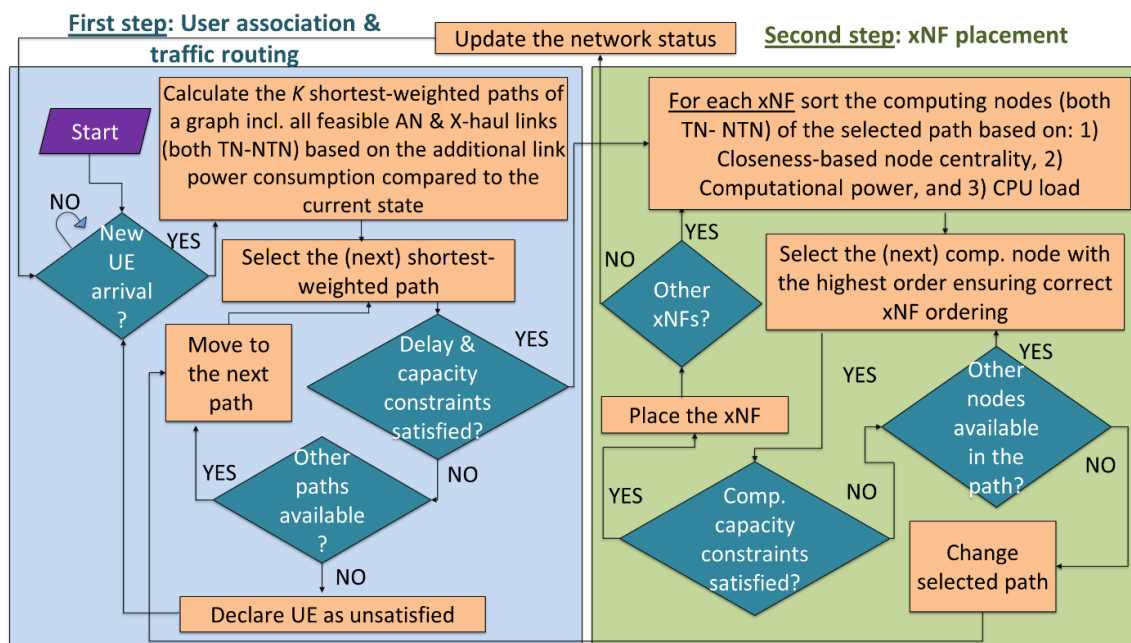 First step: User association &
traffic routing
Update the network status
Second step: xNF placement
Start
Calculate the K shortest-weighted paths of
a graph incl. all feasible AN & X-haul links
(both TN-NTN) based on the additional link
power consumption compared to the
current state
NO
New
UE
arrival
?
YES
Select the (next) shortest-
weighted path
Move to
the next
path
Delay &
capacity
constraints
satisfied?
YES
NO
Other
paths
available
?
YES
NO
Declare UE as unsatisfied
For each xNF sort the computing nodes (both
TN- NTN) of the selected path based on: 1)
Closeness-based node centrality, 2)
Computational power, and 3) CPU load
YES
NO
Other
xNFs?
Select the (next) comp. node with
the highest order ensuring correct
xNF ordering
YES
YES
Other
nodes
available
in the
path?
NO
Place the xNF
YES
Comp.
capacity
constraints
satisfied?
NO
Change
selected path